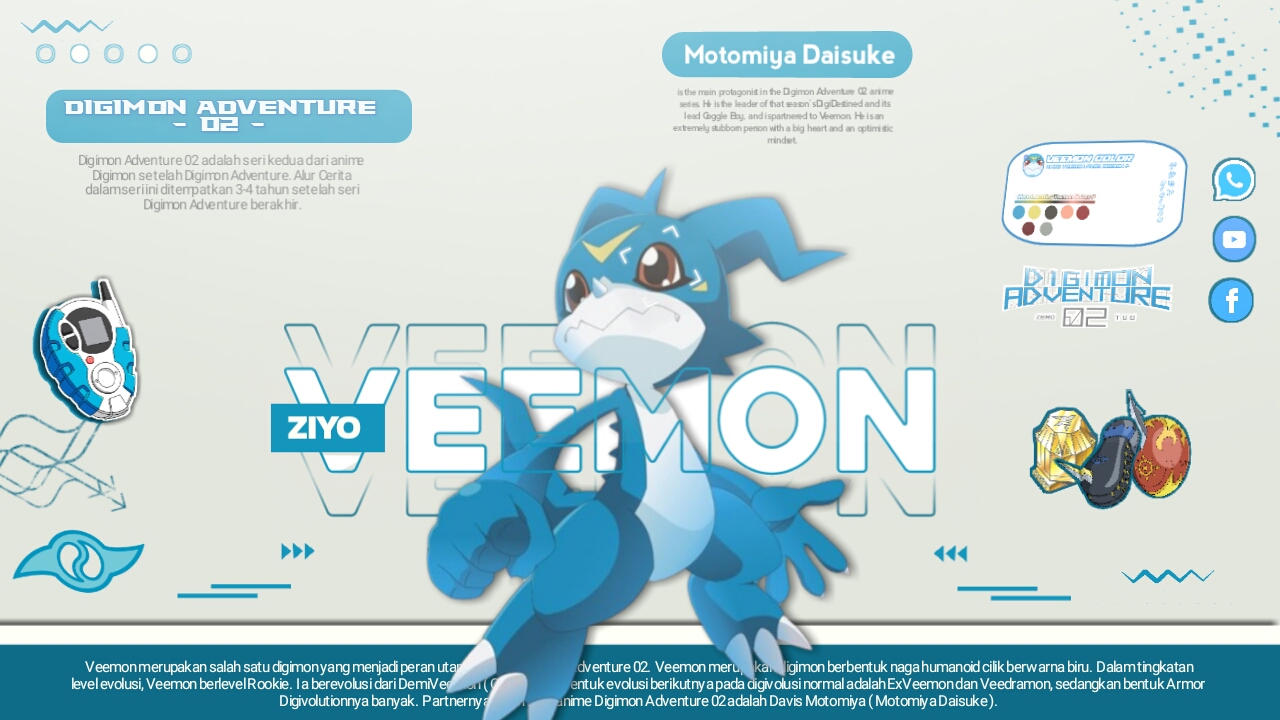 DIGIMON ADVENTURE
- 02 -
Digimon Adventure 02 adalah seri kedua dari anime
Digimon setelah Digimon Adventure. Alur Cerita
dalam seri ini ditempatkan 3-4 tahun setelah seri
Digimon Adventure berakhir.
Motomiya Daisuke
is the main protagonist in the Digimon Adventure 02 anime
series. He is the leader of that season's DigiDestined and its
lead Goggle Boy, and is partnered to Veemon. He is an
extremely stubborn person with a big heart and an optimistic
mindset.
VEEMON COLOR
DIGIMON
ADVENTURE
ZERO 02 TWO
VEEMON
ZIYO
Veemon merupakan salah satu digimon yang menjadi peran dventure 02. Veemon digimon berbentuk naga humanoid cilik berwarna biru. Dalam tingkatan
level evolusi, Veemon berlevel Rookie. Ia berevolusi dari entuk evolusi berikutnya pada digivolusi normal adalah ExVeemon dan Veedramon, sedangkan bentuk Armor
Digivolutionnya banyak. Partnernya anime Digimon Adventure 02 adalah Davis Motomiya ( Motomiya Daisuke ).